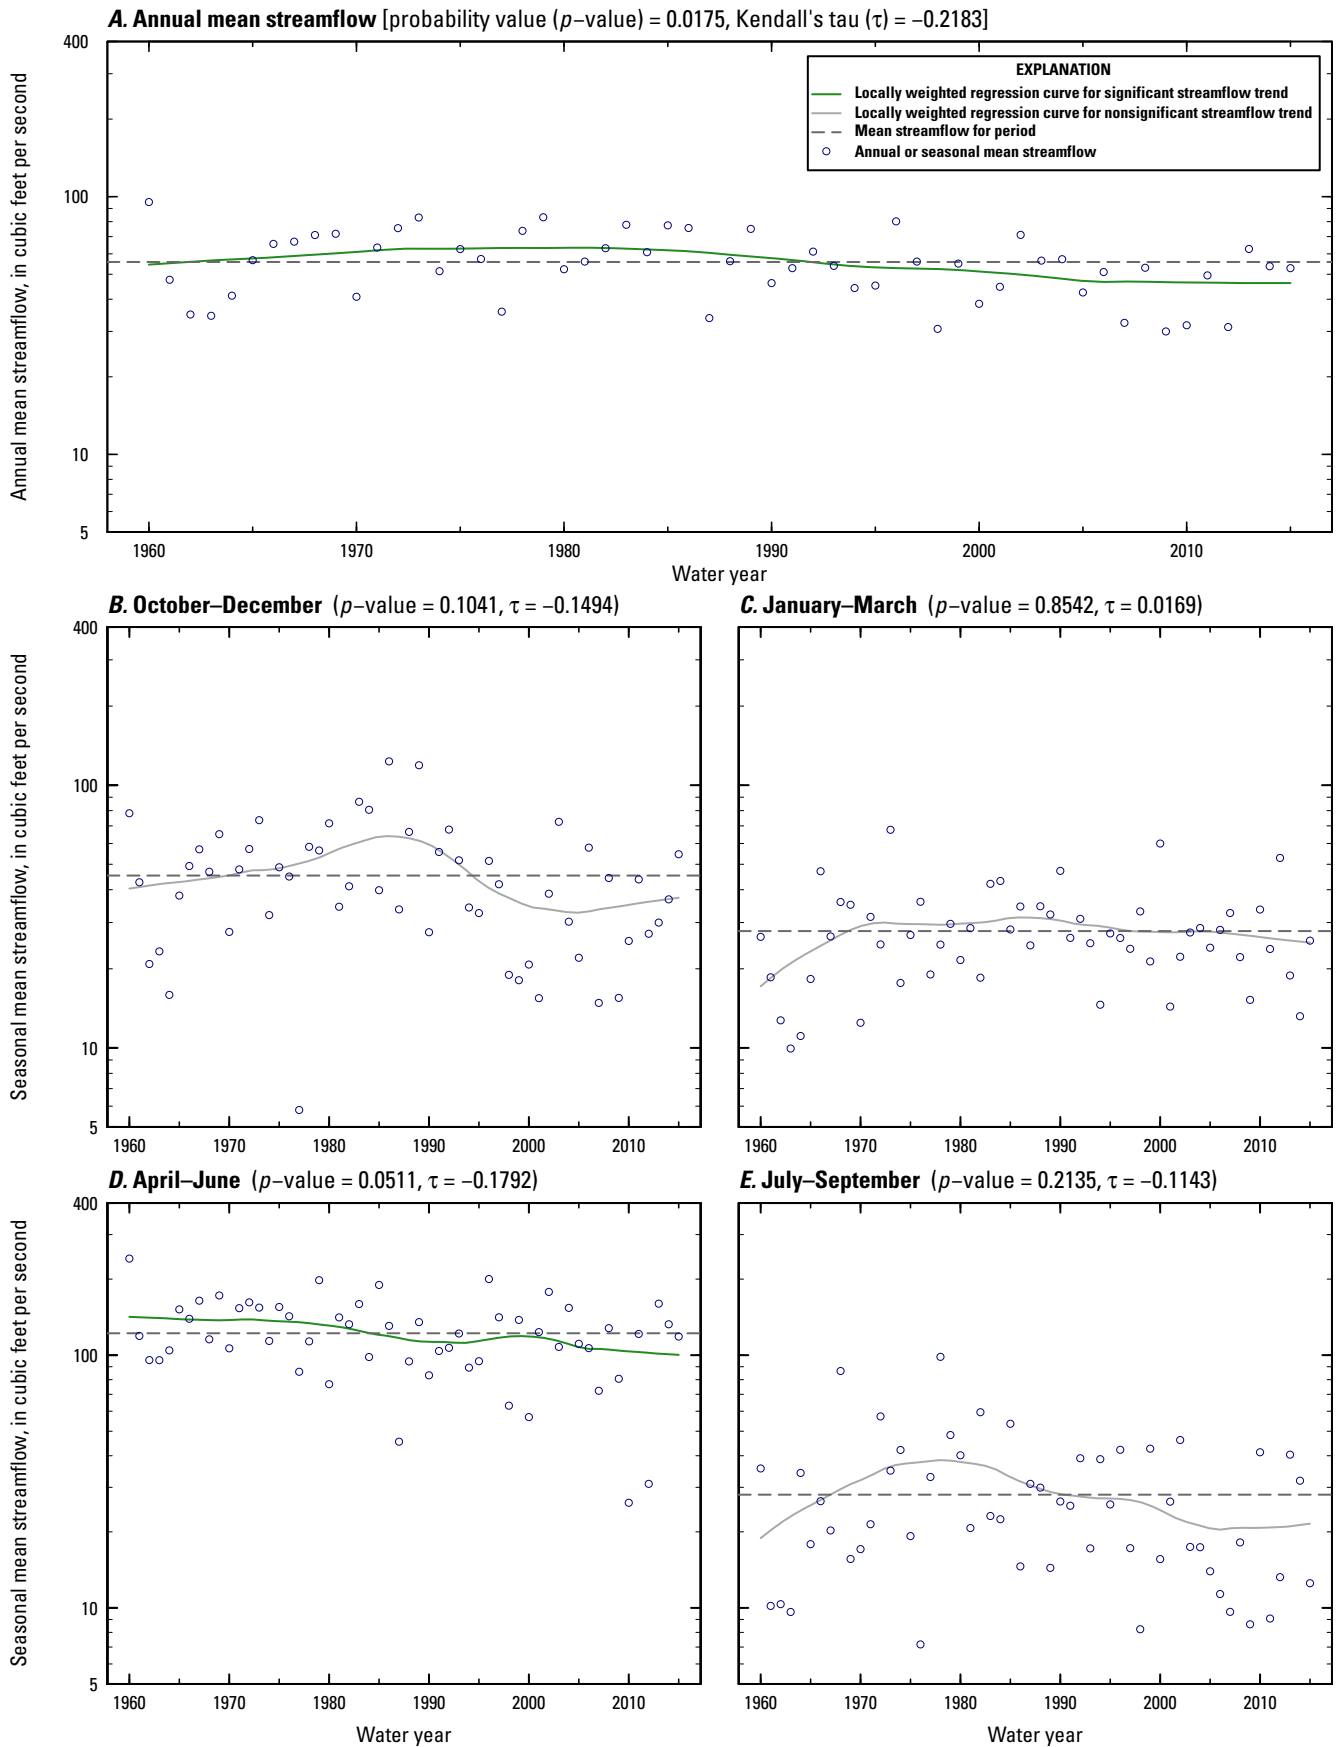 A. Annual mean streamflow [probability value (p−value) = 0.0175, Kendall's tau (τ) = −0.2183]
400
100
10
5
Annual mean streamflow, in cubic feet per second
EXPLANATION
Locally weighted regression curve for significant streamflow trend
Locally weighted regression curve for nonsignificant streamflow trend
Mean streamflow for period
Annual or seasonal mean streamflow
1960 1970 1980 1990 2000 2010
Water year
B. October–December (p−value = 0.1041, τ = −0.1494)
400
100
10
5
Seasonal mean streamflow, in cubic feet per second
1960 1970 1980 1990 2000 2010
C. January–March (p−value = 0.8542, τ = 0.0169)
1960 1970 1980 1990 2000 2010
D. April–June (p−value = 0.0511, τ = −0.1792)
400
100
10
5
Seasonal mean streamflow, in cubic feet per second
1960 1970 1980 1990 2000 2010
Water year
E. July–September (p−value = 0.2135, τ = −0.1143)
1960 1970 1980 1990 2000 2010
Water year